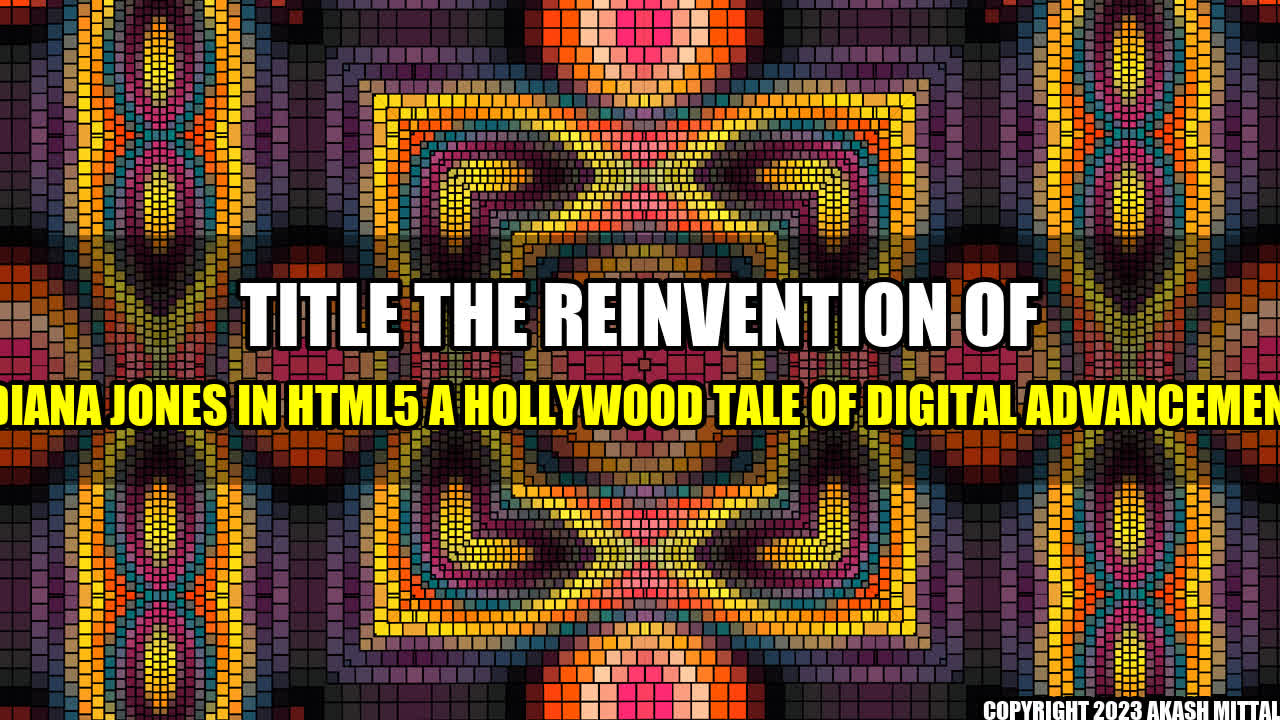 TITLE THE REINVENTION OF
DIANA JONES IN HTML5 A HOLLYWOOD TALE OF DIGITAL ADVANCEMEN
COPYRIGHT 2023 AKASH MITTAL